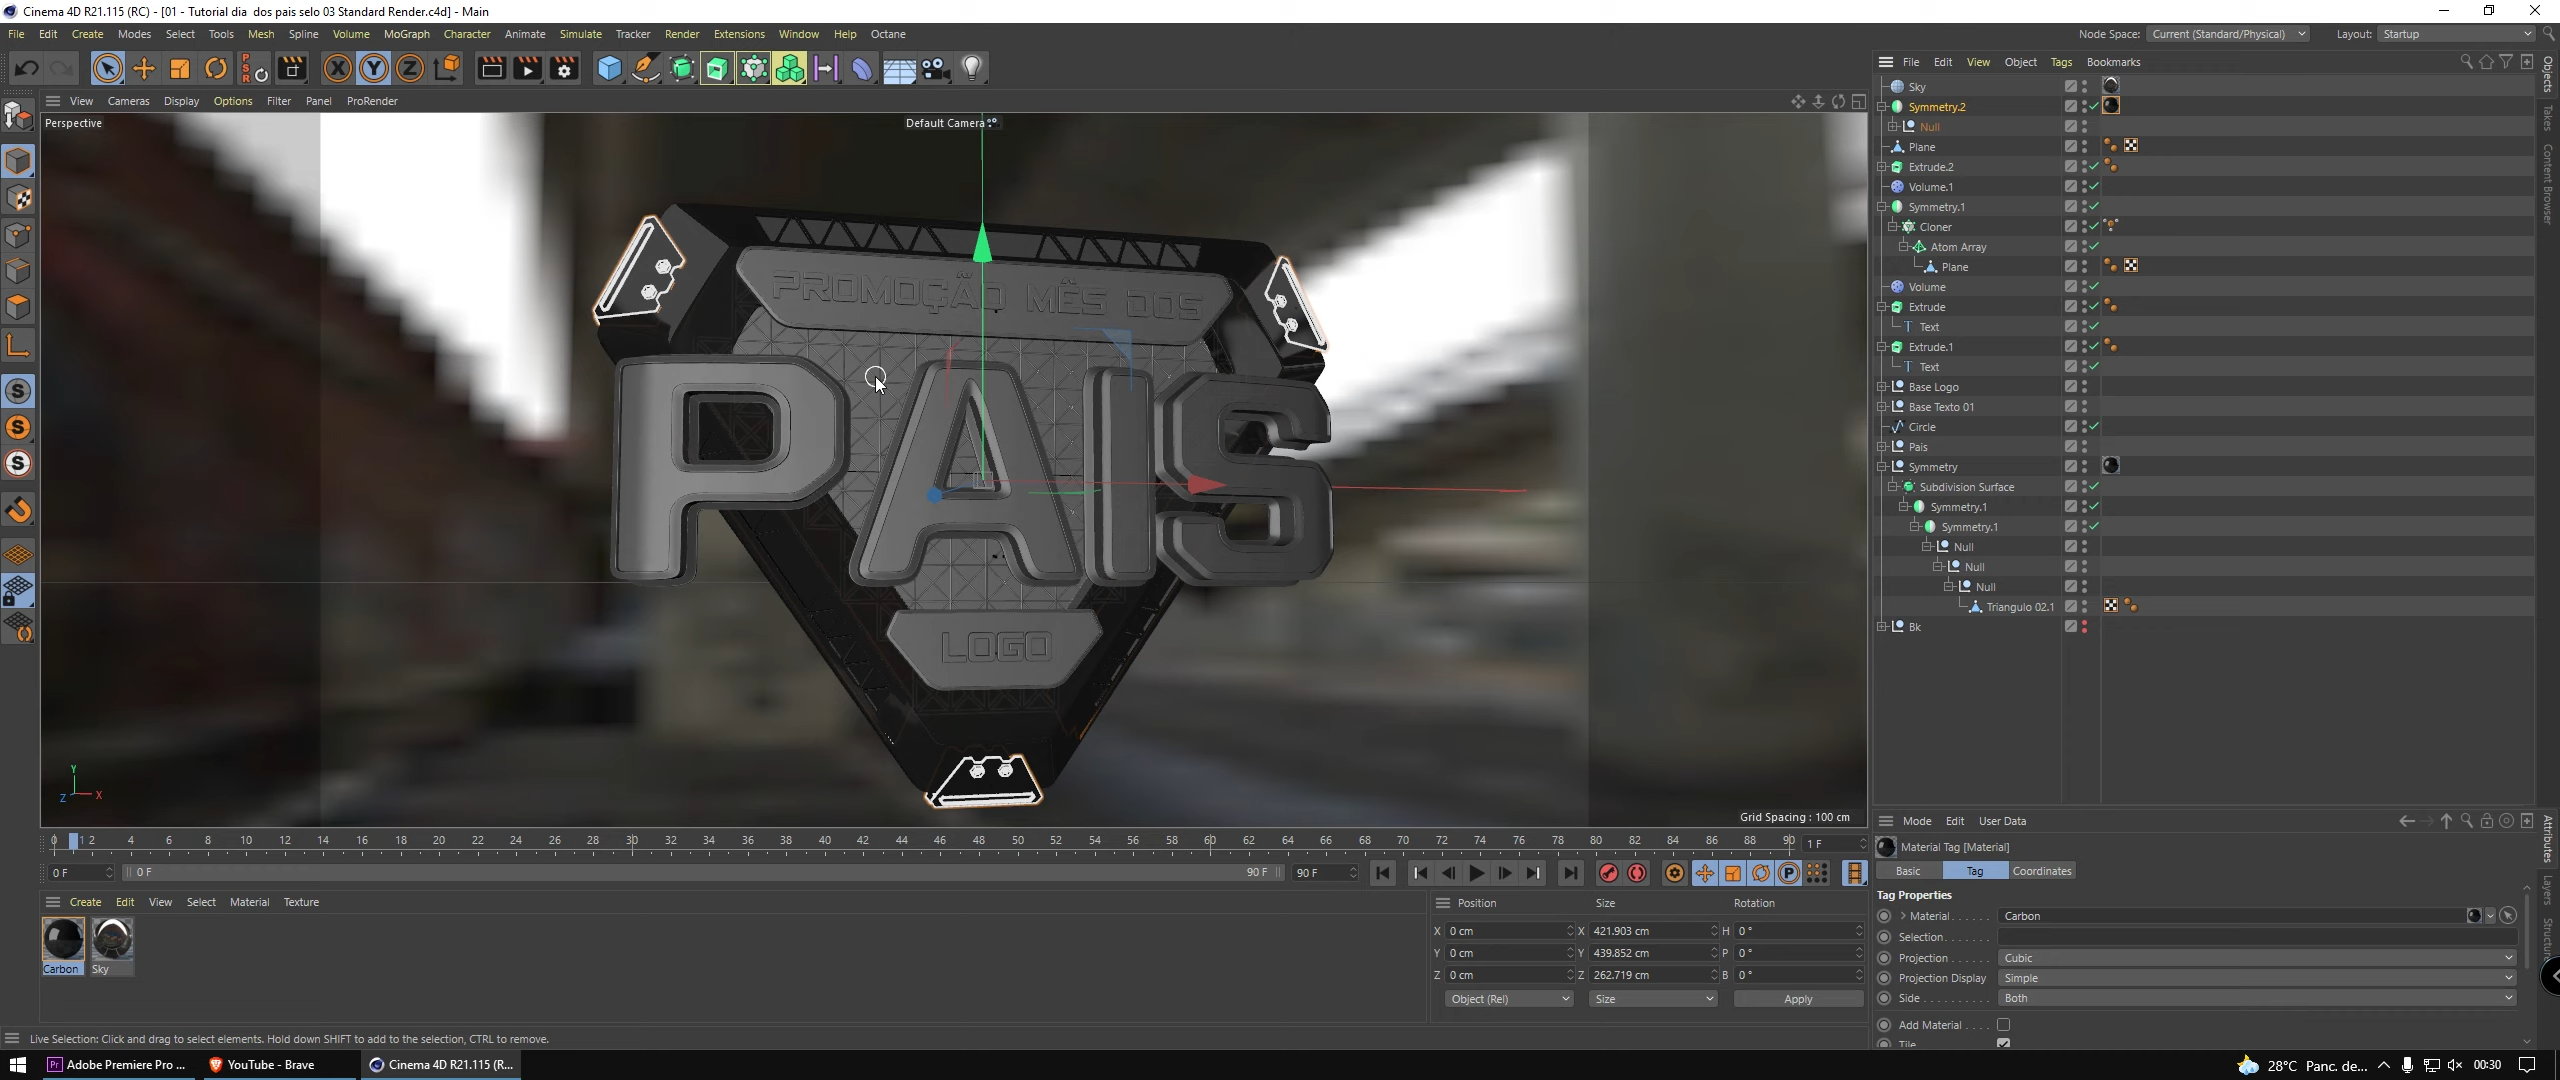 Cinema 4D R21.115 (RC) - [01 - Tutorial dia dos pais selo 03 Standard Render.c4d] - Main
File Edit Create Modes Select Tools Mesh Spline Volume MoGraph Character Animate Simulate Tracker Render Extensions Window Help Octane
Node Space: Current (Standard/Physical) Layout: Startup
PSR X Y Z
View Cameras Display Options Filter Panel ProRender
File Edit View Object Tags Bookmarks
Perspective
Default Camera
PROMOÇÃO MÊS DOS
PAIS
LOGO
Y
Z X
Grid Spacing : 100 cm
Sky
Symmetry.2
Null
Plane
Extrude.2
Volume.1
Symmetry.1
Cloner
Atom Array
Plane
Volume
Extrude
Text
Extrude.1
Text
Base Logo
Base Texto 01
Circle
Pais
Symmetry
Subdivision Surface
Symmetry.1
Symmetry.1
Null
Null
Null
Triangulo 02.1
Bk
Objects
Takes
Content Browser
Attributes
Layers
Structure
0 1 2 4 6 8 10 12 14 16 18 20 22 24 26 28 30 32 34 36 38 40 42 44 46 48 50 52 54 56 58 60 62 64 66 68 70 72 74 76 78 80 82 84 86 88 90 1 F
0 F 0 F 90 F 90 F
Create Edit View Select Material Texture
Carbon Sky
Position Size Rotation
X 0 cm X 421.903 cm H 0 °
Y 0 cm Y 439.852 cm P 0 °
Z 0 cm Z 262.719 cm B 0 °
Object (Rel) Size Apply
Mode Edit User Data
Material Tag [Material]
Basic Tag Coordinates
Tag Properties
Material . . . . . . Carbon
Selection . . . . . . .
Projection . . . . . . Cubic
Projection Display Simple
Side . . . . . . . . . . Both
Add Material . . . .
Tile
Live Selection: Click and drag to select elements. Hold down SHIFT to add to the selection, CTRL to remove.
Adobe Premiere Pro ... YouTube - Brave Cinema 4D R21.115 (R...
28°C Panc. de... 00:30